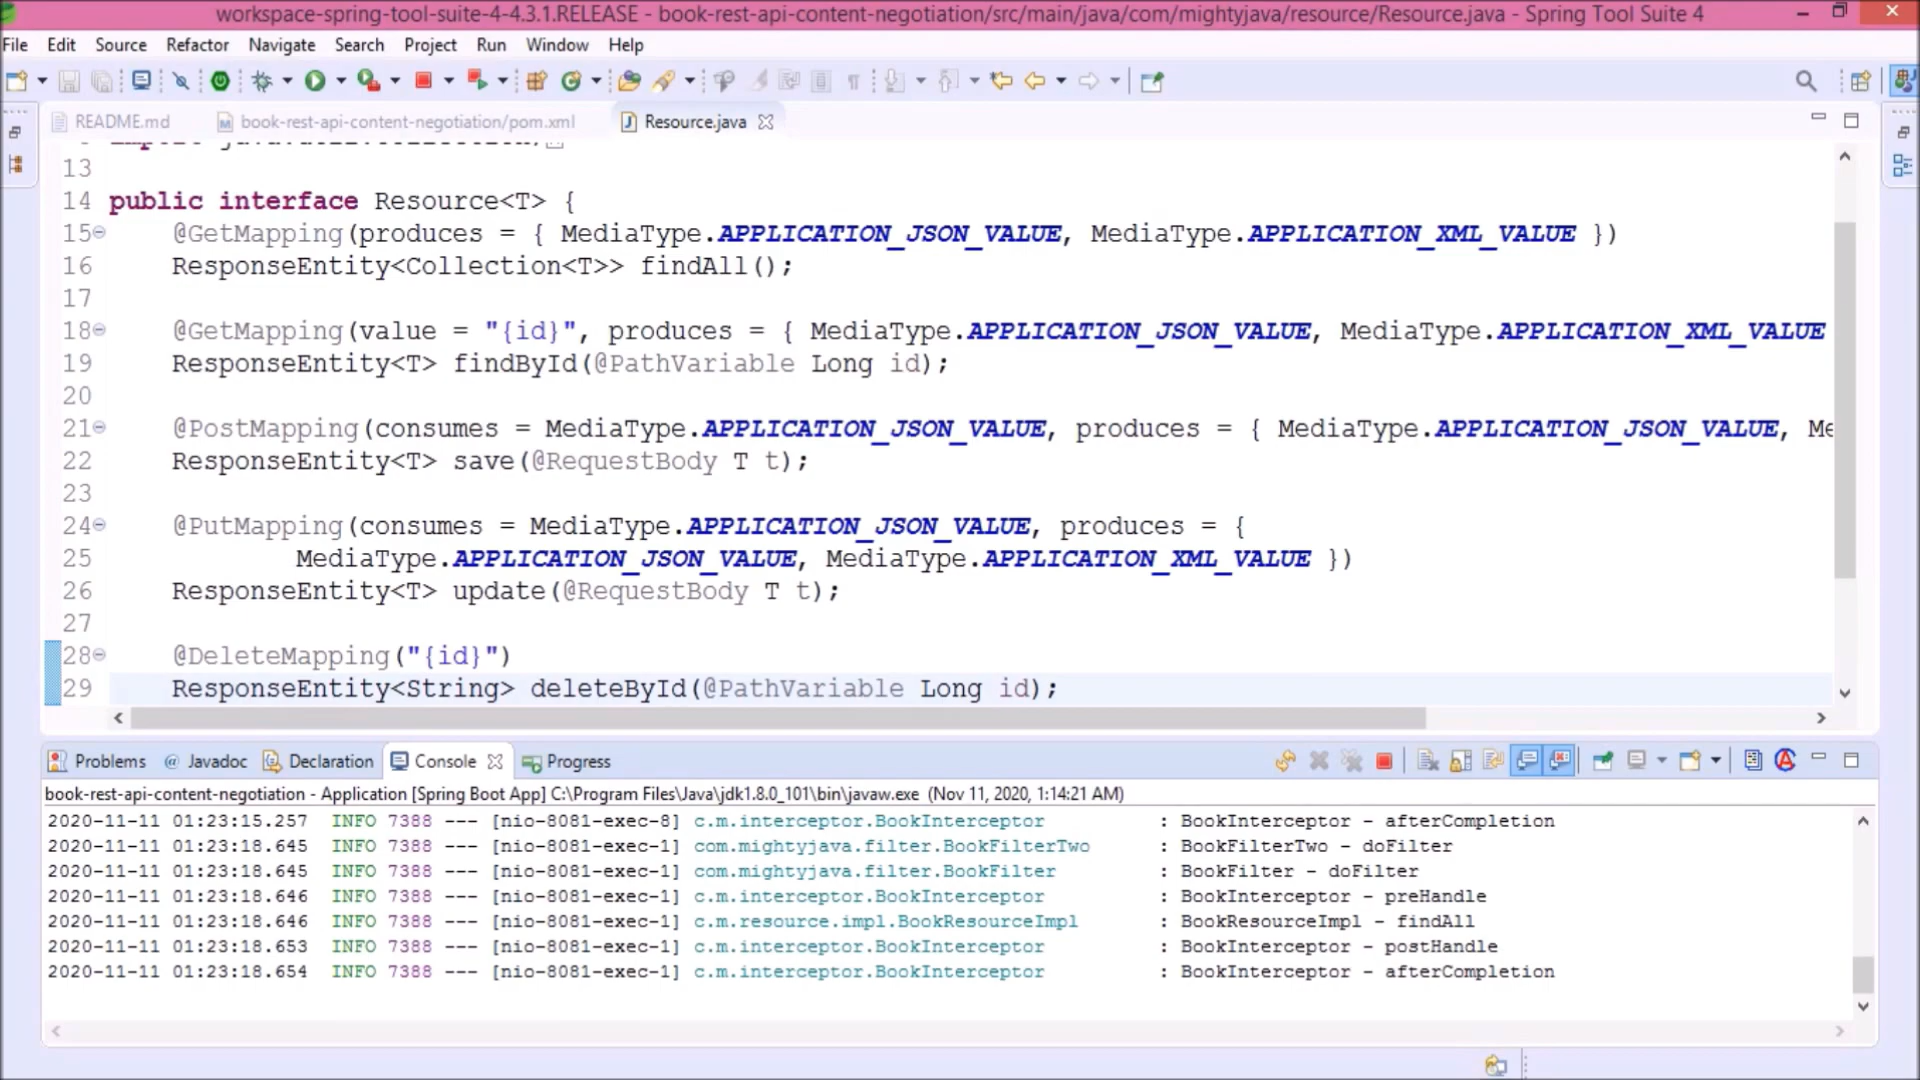 workspace-spring-tool-suite-4-4.3.1.RELEASE - book-rest-api-content-negotiation/src/main/java/com/mightyjava/resource/Resource.java - Spring Tool Suite 4
File Edit Source Refactor Navigate Search Project Run Window Help
README.md book-rest-api-content-negotiation/pom.xml Resource.java
13
14 public interface Resource<T> {
15 @GetMapping(produces = { MediaType.APPLICATION_JSON_VALUE, MediaType.APPLICATION_XML_VALUE })
16 ResponseEntity<Collection<T>> findAll();
17
18 @GetMapping(value = "{id}", produces = { MediaType.APPLICATION_JSON_VALUE, MediaType.APPLICATION_XML_VALUE
19 ResponseEntity<T> findById(@PathVariable Long id);
20
21 @PostMapping(consumes = MediaType.APPLICATION_JSON_VALUE, produces = { MediaType.APPLICATION_JSON_VALUE, Me
22 ResponseEntity<T> save(@RequestBody T t);
23
24 @PutMapping(consumes = MediaType.APPLICATION_JSON_VALUE, produces = {
25 MediaType.APPLICATION_JSON_VALUE, MediaType.APPLICATION_XML_VALUE })
26 ResponseEntity<T> update(@RequestBody T t);
27
28 @DeleteMapping("{id}")
29 ResponseEntity<String> deleteById(@PathVariable Long id);
Problems @ Javadoc Declaration Console Progress
book-rest-api-content-negotiation - Application [Spring Boot App] C:\Program Files\Java\jdk1.8.0_101\bin\javaw.exe (Nov 11, 2020, 1:14:21 AM)
2020-11-11 01:23:15.257 INFO 7388 --- [nio-8081-exec-8] c.m.interceptor.BookInterceptor : BookInterceptor - afterCompletion
2020-11-11 01:23:18.645 INFO 7388 --- [nio-8081-exec-1] com.mightyjava.filter.BookFilterTwo : BookFilterTwo - doFilter
2020-11-11 01:23:18.645 INFO 7388 --- [nio-8081-exec-1] com.mightyjava.filter.BookFilter : BookFilter - doFilter
2020-11-11 01:23:18.646 INFO 7388 --- [nio-8081-exec-1] c.m.interceptor.BookInterceptor : BookInterceptor - preHandle
2020-11-11 01:23:18.646 INFO 7388 --- [nio-8081-exec-1] c.m.resource.impl.BookResourceImpl : BookResourceImpl - findAll
2020-11-11 01:23:18.653 INFO 7388 --- [nio-8081-exec-1] c.m.interceptor.BookInterceptor : BookInterceptor - postHandle
2020-11-11 01:23:18.654 INFO 7388 --- [nio-8081-exec-1] c.m.interceptor.BookInterceptor : BookInterceptor - afterCompletion